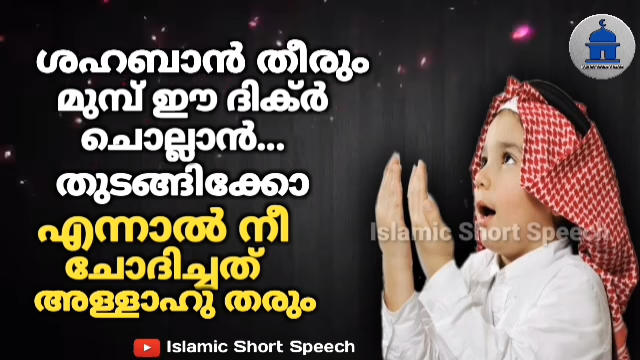 ശഹബാൻ തീരും
മുമ്പ് ഈ ദിക്ർ
ചൊല്ലാൻ...
തുടങ്ങിക്കോ
എന്നാൽ നീ
ചോദിച്ചത്
അള്ളാഹു തരും
Islamic Short Speech
Islamic Short Speech